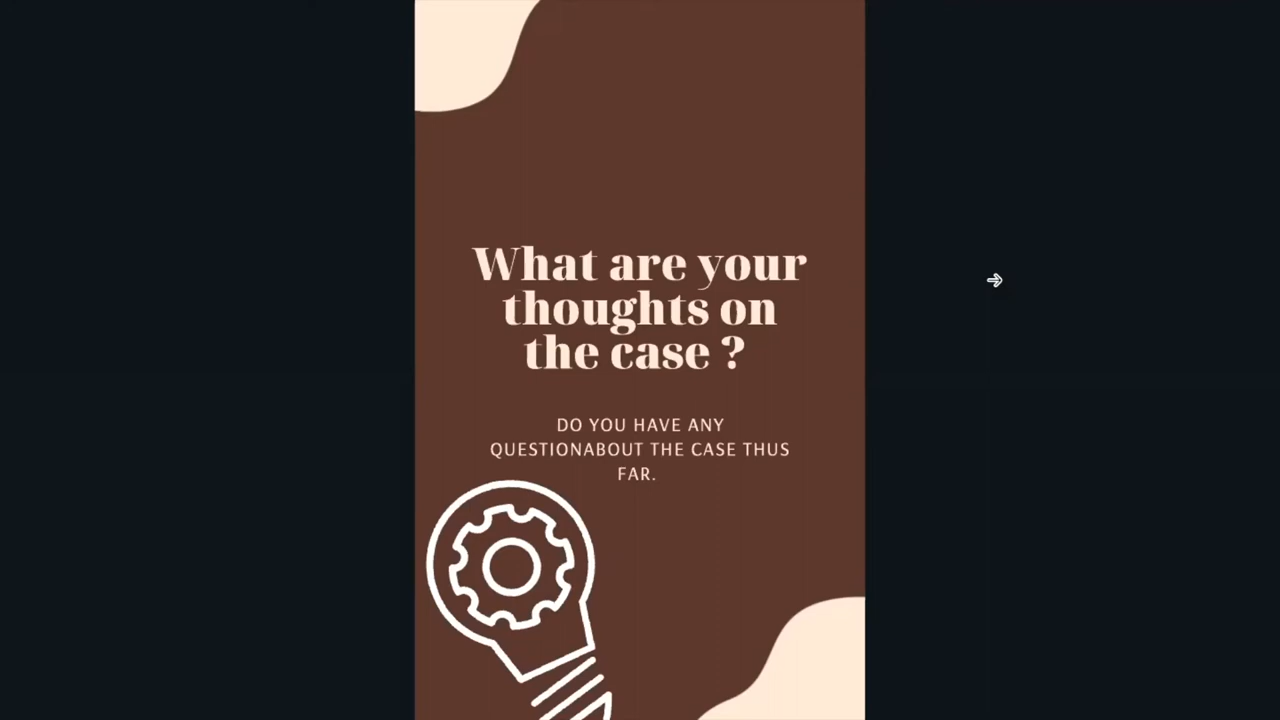 What are your
thoughts on
the case ?
DO YOU HAVE ANY
QUESTIONABOUT THE CASE THUS
FAR.